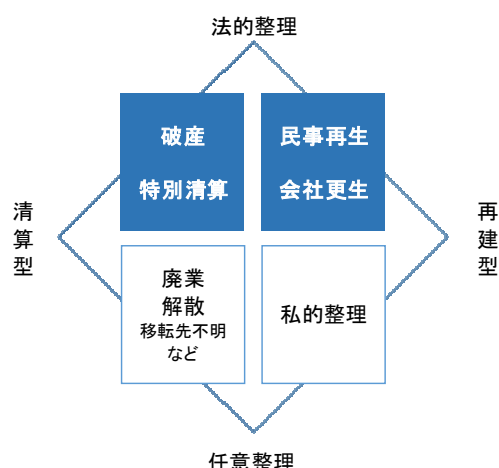 法的整理
破産
特別清算
民事再生
会社更生
清算型
再建型
廃業
解散
移転先不明
など
私的整理
任意整理